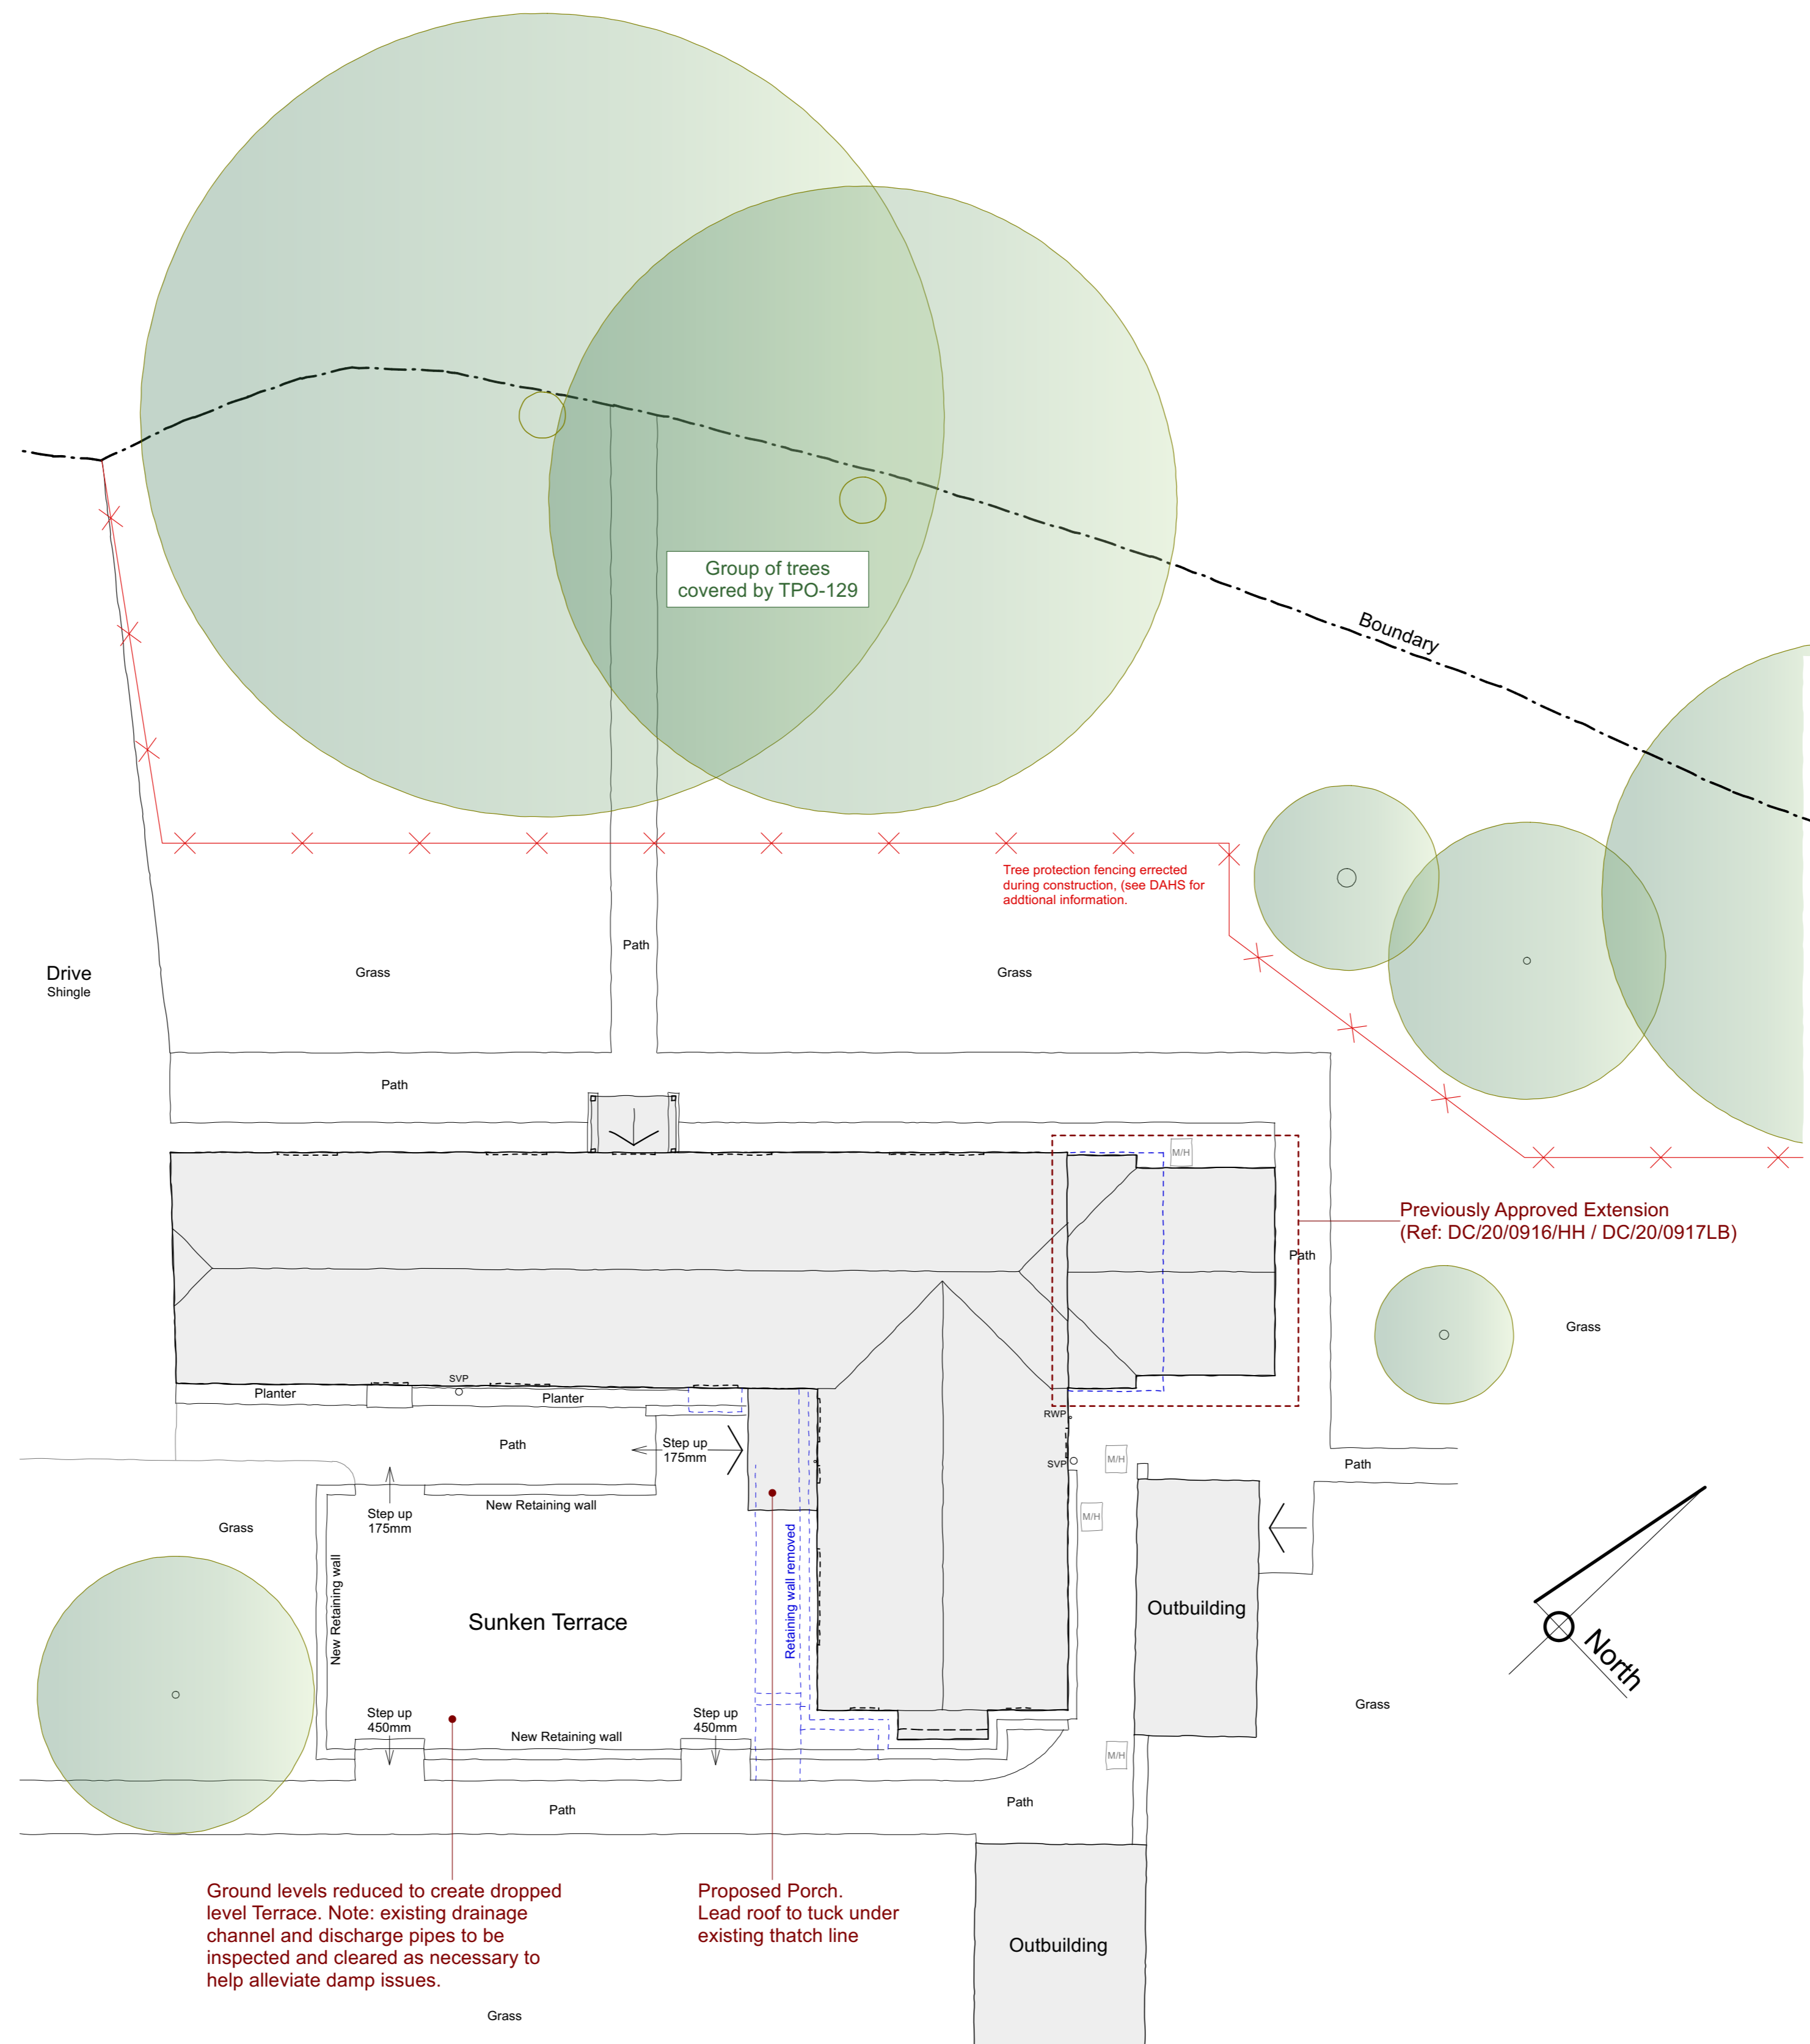 Group of trees
covered by TPO-129
Boundary
Tree protection fencing errected
during construction, (see DAHS for
addtional information.
Path
Drive
Shingle
Grass
Grass
Path
M/H
Previously Approved Extension
(Ref: DC/20/0916/HH / DC/20/0917LB)
Path
Grass
SVP
Planter
Planter
RWP
Path
Step up
175mm
SVP
M/H
Path
New Retaining wall
Step up
175mm
M/H
Grass
Retaining wall removed
New Retaining wall
Outbuilding
Sunken Terrace
North
Grass
Step up
450mm
Step up
450mm
New Retaining wall
M/H
Path
Path
Ground levels reduced to create dropped
level Terrace. Note: existing drainage
channel and discharge pipes to be
inspected and cleared as necessary to
help alleviate damp issues.
Proposed Porch.
Lead roof to tuck under
existing thatch line
Outbuilding
Grass